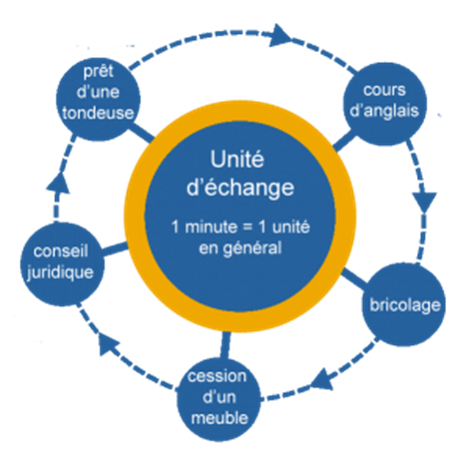 prêt
d'une
tondeuse
cours
d'anglais
Unité
d'échange
1 minute = 1 unité
en général
conseil
juridique
bricolage
cession
d'un
meuble